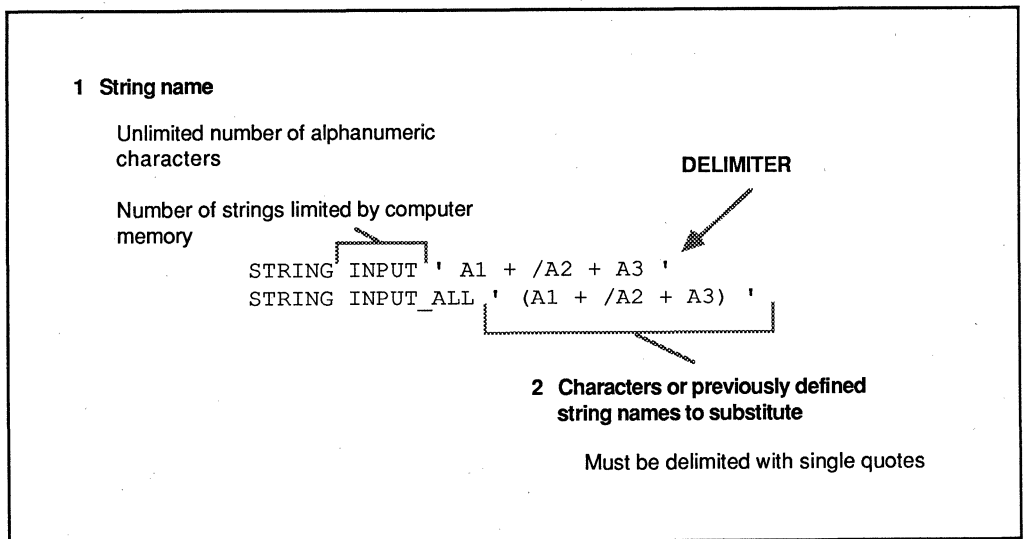 1 String name
Unlimited number of alphanumeric
characters
DELIMITER
Number of strings limited by computer
memory
STRING INPUT ' A1 + /A2 + A3 '
STRING INPUT_ALL ' (A1 + /A2 + A3) '
2 Characters or previously defined
string names to substitute
Must be delimited with single quotes